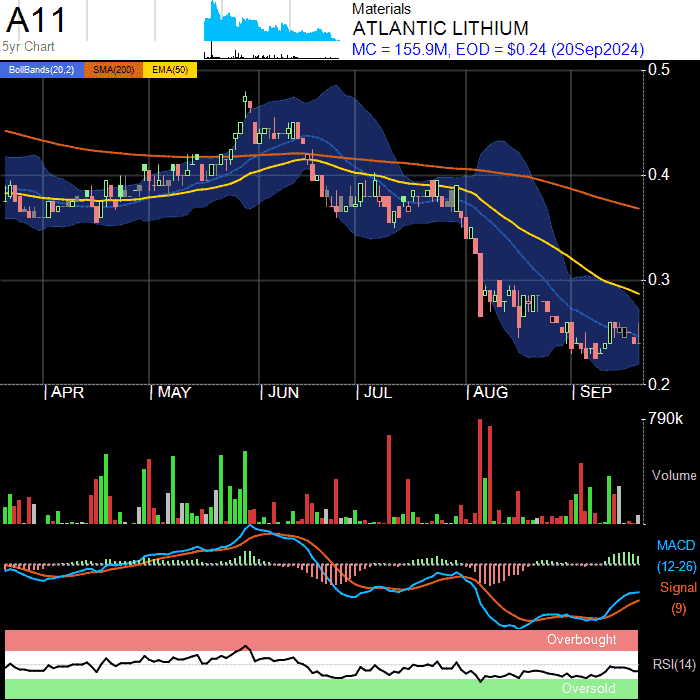 A11
5yr Chart
Materials
ATLANTIC LITHIUM
MC = 155.9M, EOD = $0.24 (20Sep2024)
BollBands(20,2) SMA(200) EMA(50)
0.5
0.4
0.3
0.2
APR MAY JUN JUL AUG SEP
790k
Volume
MACD
(12-26)
Signal
(9)
Overbought
RSI(14)
Oversold